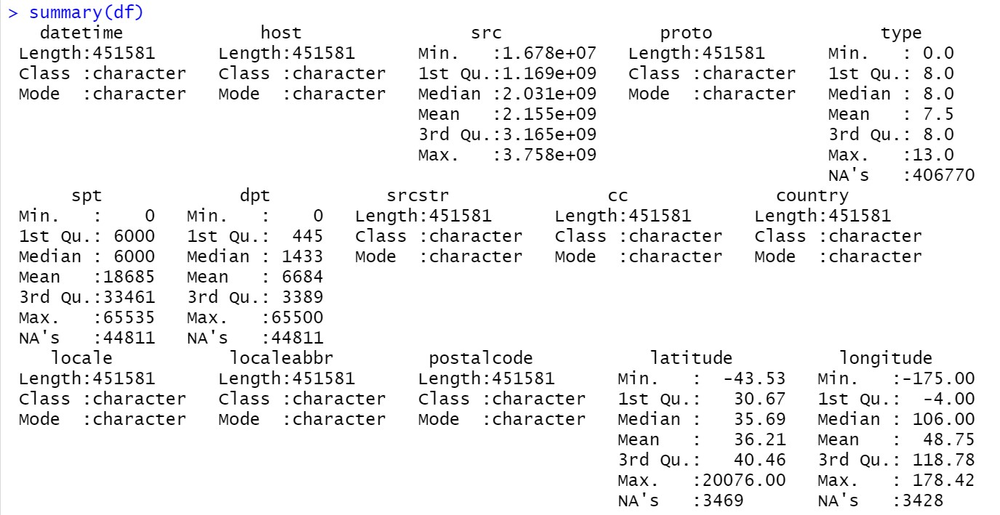 > summary(df)
   datetime             host                src               proto                type       
 Length:451581      Length:451581      Min.   :1.678e+07   Length:451581      Min.   : 0.0    
 Class :character   Class :character   1st Qu.:1.169e+09   Class :character   1st Qu.: 8.0    
 Mode  :character   Mode  :character   Median :2.031e+09   Mode  :character   Median : 8.0    
                                       Mean   :2.155e+09                      Mean   : 7.5    
                                       3rd Qu.:3.165e+09                      3rd Qu.: 8.0    
                                       Max.   :3.758e+09                      Max.   :13.0    
                                                                              NA's   :406770  
      spt             dpt           srcstr               cc              country         
 Min.   :    0   Min.   :    0   Length:451581      Length:451581      Length:451581     
 1st Qu.: 6000   1st Qu.:  445   Class :character   Class :character   Class :character  
 Median : 6000   Median : 1433   Mode  :character   Mode  :character   Mode  :character  
 Mean   :18685   Mean   : 6684                                                           
 3rd Qu.:33461   3rd Qu.: 3389                                                           
 Max.   :65535   Max.   :65500                                                           
 NA's   :44811   NA's   :44811                                                           
    locale           localeabbr         postalcode           latitude          longitude      
 Length:451581      Length:451581      Length:451581      Min.   :  -43.53   Min.   :-175.00  
 Class :character   Class :character   Class :character   1st Qu.:   30.67   1st Qu.:  -4.00  
 Mode  :character   Mode  :character   Mode  :character   Median :   35.69   Median : 106.00  
                                                          Mean   :   36.21   Mean   :  48.75  
                                                          3rd Qu.:   40.46   3rd Qu.: 118.78  
                                                          Max.   :20076.00   Max.   : 178.42  
                                                          NA's   :3469       NA's   :3428